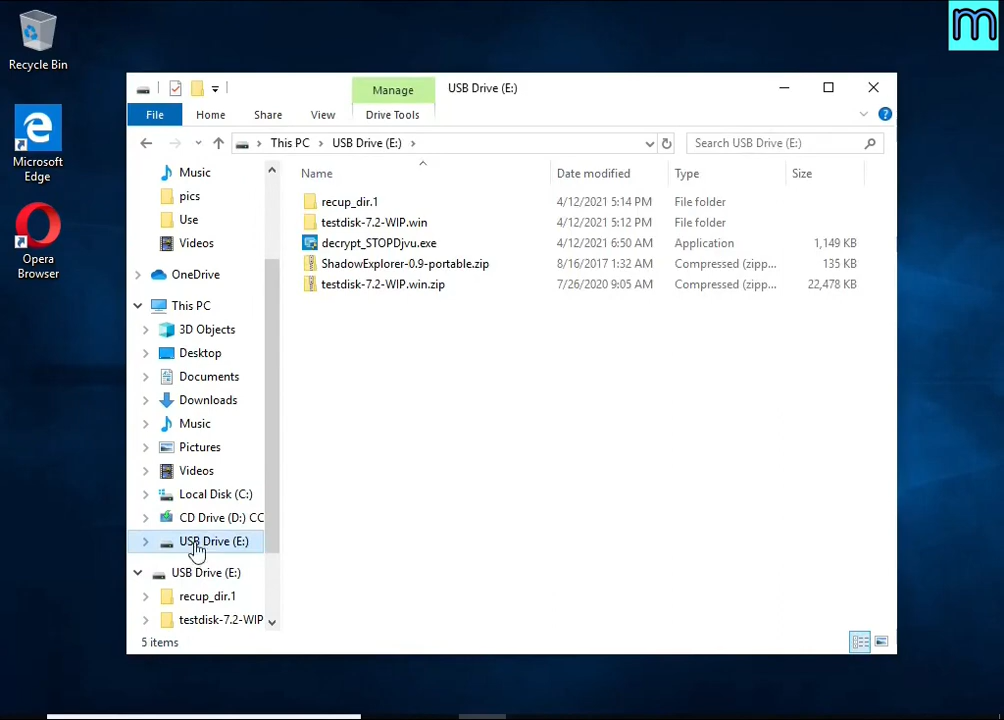 m
Recycle Bin
Microsoft
Edge
Opera
Browser
Manage
USB Drive (E:)
File
Home
Share
View
Drive Tools
This PC
USB Drive (E:)
Search USB Drive (E:)
Name
Date modified
Type
Size
recup_dir.1
4/12/2021 5:14 PM
File folder
testdisk-7.2-WIP.win
4/12/2021 5:12 PM
File folder
decrypt_STOPDjvu.exe
4/12/2021 6:50 AM
Application
1,149 KB
ShadowExplorer-0.9-portable.zip
8/16/2017 1:32 AM
Compressed (zipp...
135 KB
testdisk-7.2-WIP.win.zip
7/26/2020 9:05 AM
Compressed (zipp...
22,478 KB
Music
pics
Use
Videos
OneDrive
This PC
3D Objects
Desktop
Documents
Downloads
Music
Pictures
Videos
Local Disk (C:)
CD Drive (D:) CC
USB Drive (E:)
USB Drive (E:)
recup_dir.1
testdisk-7.2-WIP
5 items